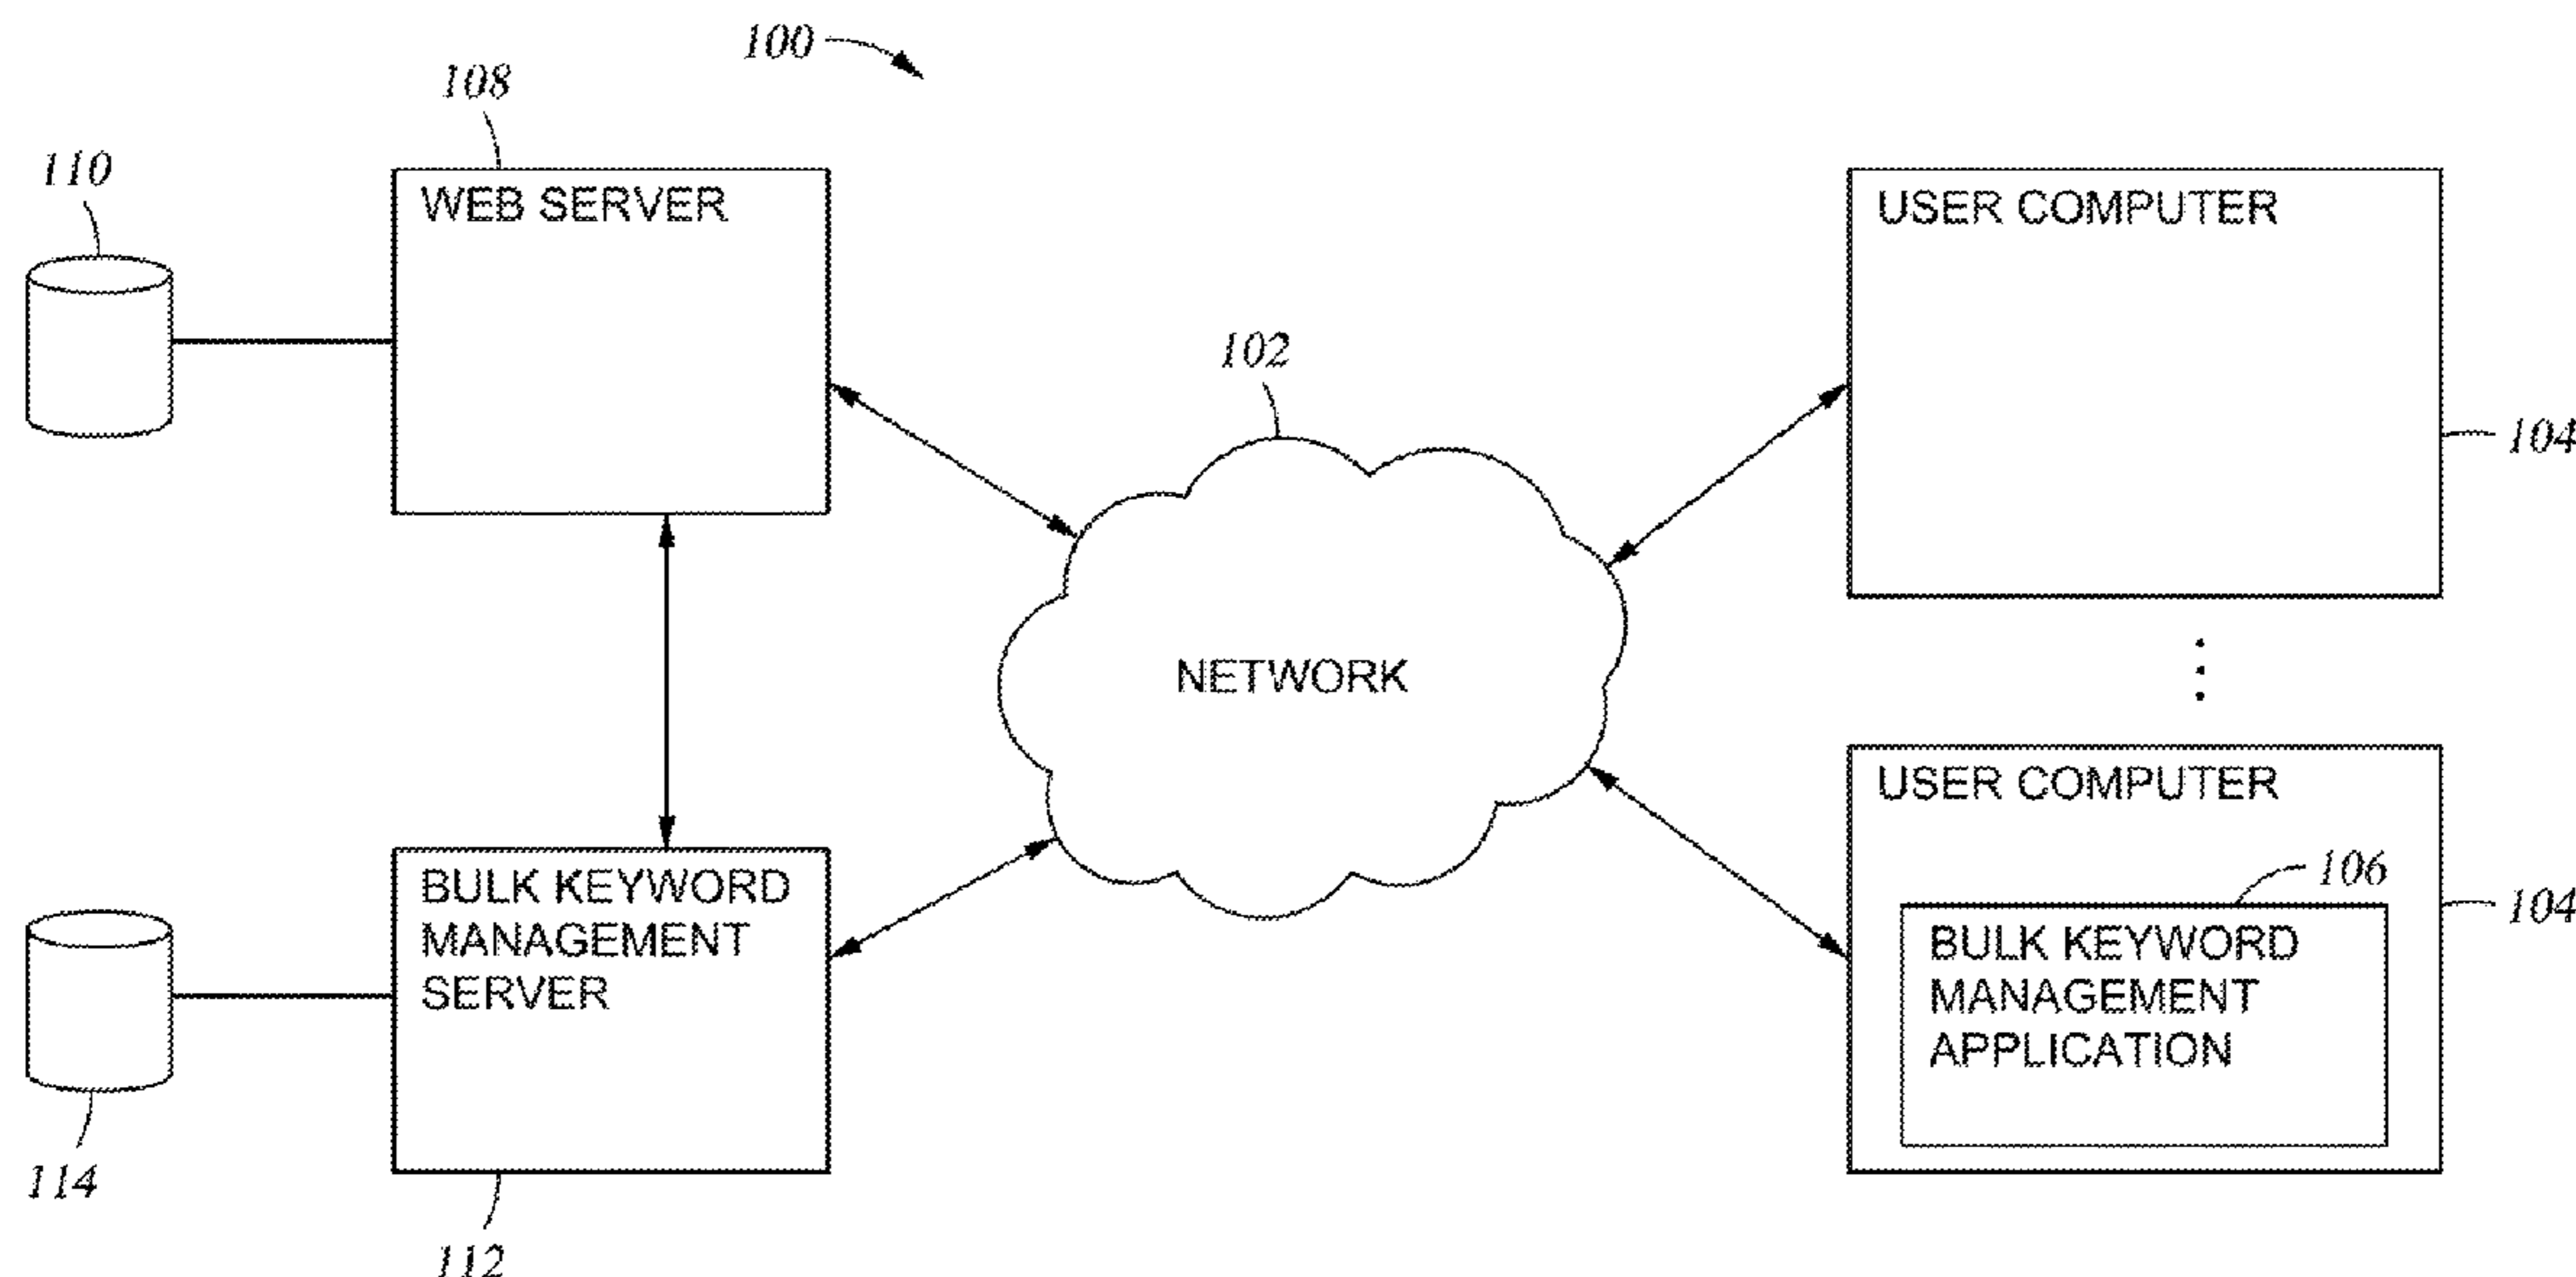 100
108
110
WEB SERVER
USER COMPUTER
102
104
NETWORK
USER COMPUTER
BULK KEYWORD
MANAGEMENT
SERVER
106
104
BULK KEYWORD
MANAGEMENT
APPLICATION
114
112